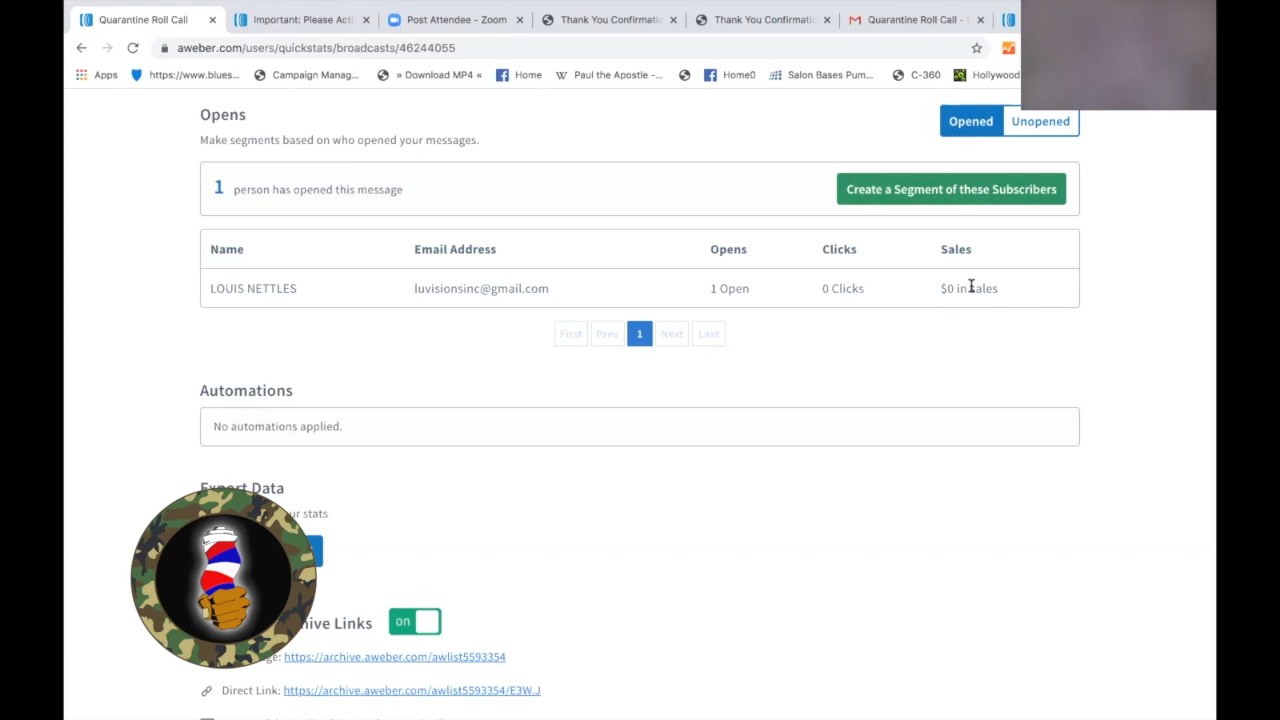 Quarantine Roll Call
Important: Please Acti
Post Attendee - Zoom
Thank You Confirmatic
Thank You Confirmatic
Quarantine Roll Call -
aweber.com/users/quickstats/broadcasts/46244055
Apps
https://www.blues...
Campaign Manag...
» Download MP4 «
Home
Paul the Apostle -...
Home0
Salon Bases Pum...
C-360
Hollywood
Opens
Opened
Unopened
Make segments based on who opened your messages.
1 person has opened this message
Create a Segment of these Subscribers
Name Email Address Opens Clicks Sales
LOUIS NETTLES luvisionsinc@gmail.com 1 Open 0 Clicks $0 in sales
First Prev 1 Next Last
Automations
No automations applied.
Export Data
ur stats
hive Links on
ge: https://archive.aweber.com/awlist5593354
Direct Link: https://archive.aweber.com/awlist5593354/E3W.J